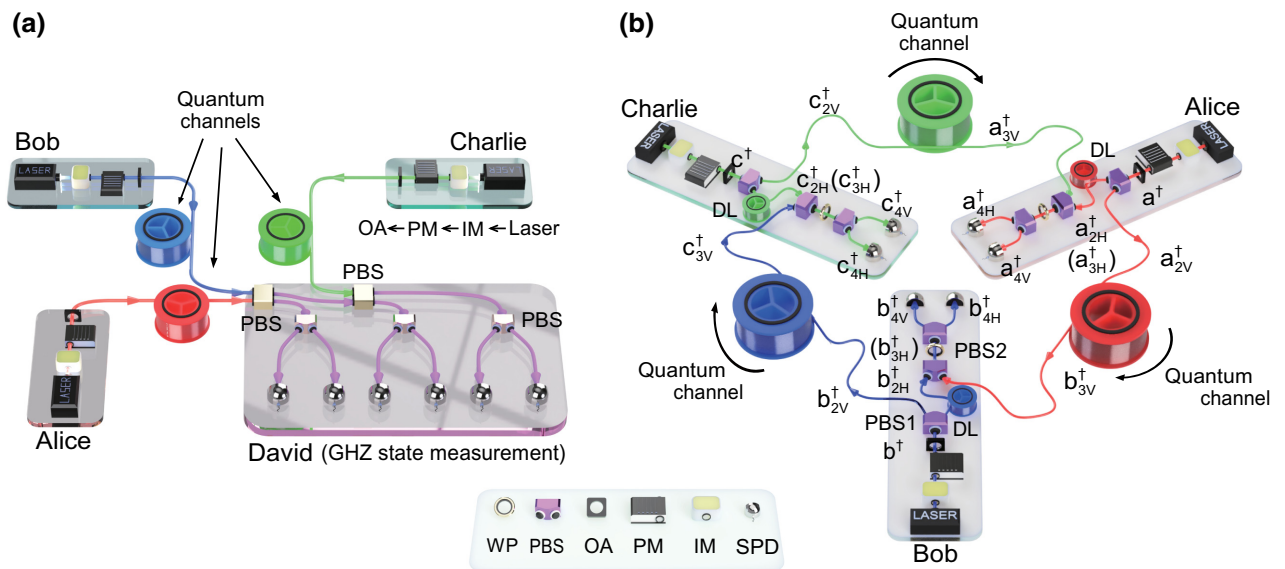 (a)
Quantum
channels
Bob
LASER
Charlie
OA←PM←IM←Laser
PBS
PBS
PBS
LASER
Alice
David (GHZ state measurement)
(b)
Quantum
channel
Charlie
LASER
c†2V
a†3V
Alice
LASER
c†
DL
c†2H (c†3H)
DL
c†4V
c†4H
a†
a†4H
a†4V
a†2H
(a†3H)
a†2V
c†3V
b†4V
b†4H
(b†3H)
PBS2
b†2H
Quantum
channel
b†2V
b†3V
Quantum
channel
PBS1
DL
b†
LASER
Bob
WP
PBS
OA
PM
IM
SPD